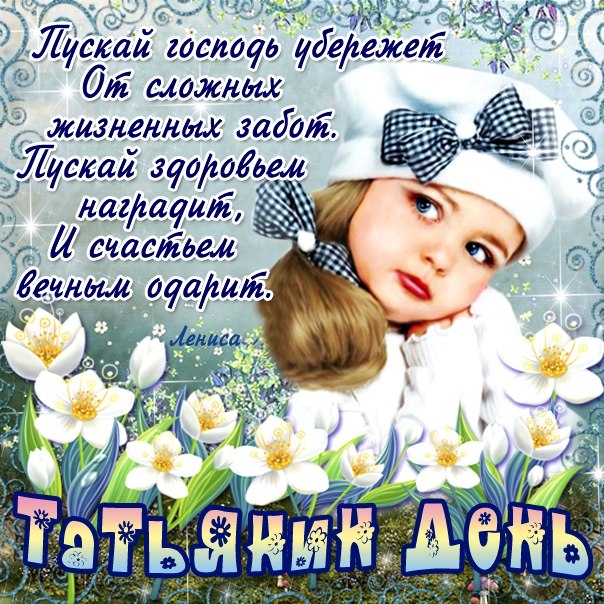 Пускай господь убережет
От сложных
жизненных забот.
Пускай здоровьем
наградит,
И счастьем
вечным одарит.
Лениса
Татьянин День